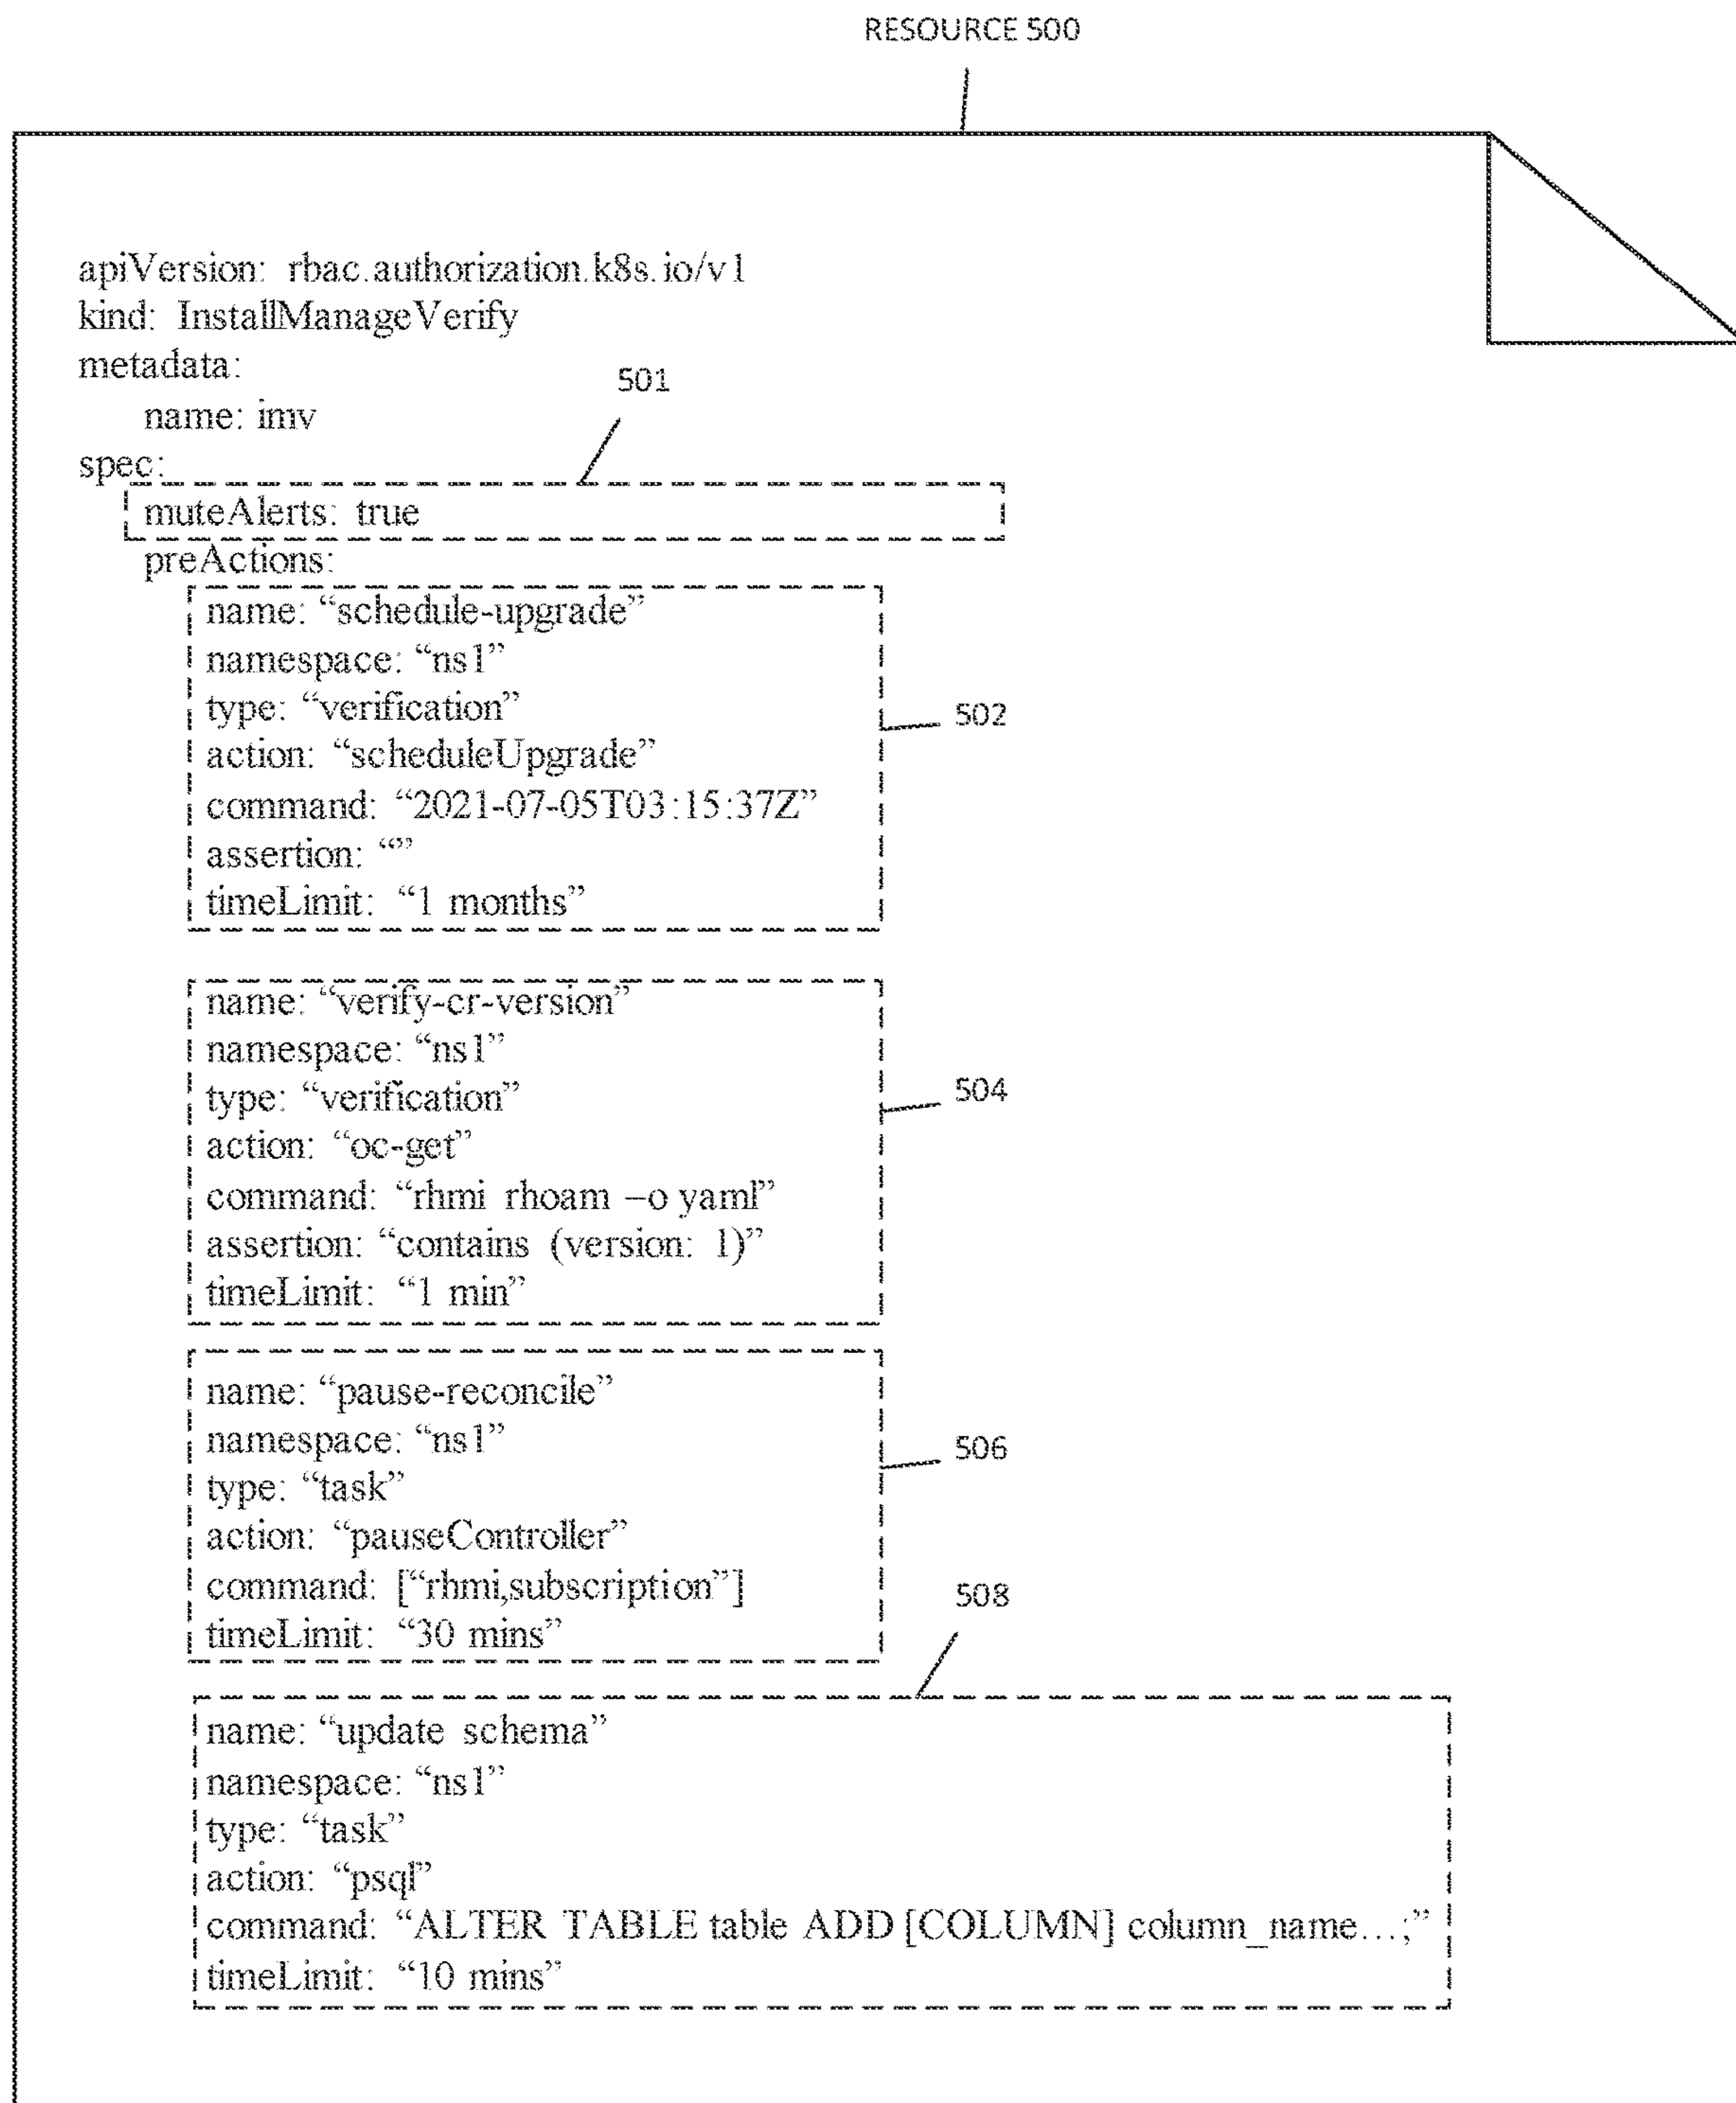 RESOURCE 500
apiVersion: rbac.authorization.k8s.io/v1
kind: InstallManageVerify
metadata:
501
name: imv
spec:
muteAlerts: true
preActions:
name: “schedule-upgrade”
namespace: “ns1”
type: “verification”
502
action: “scheduleUpgrade”
command: “2021-07-05T03:15:37Z”
assertion: “”
timeLimit: “1 months”
name: “verify-cr-version”
namespace: “ns1”
type: “verification”
504
action: “oc-get”
command: “rhmi rhoam –o yaml”
assertion: “contains (version: 1)”
timeLimit: “1 min”
name: “pause-reconcile”
namespace: “ns1”
506
type: “task”
action: “pauseController”
command: [“rhmi,subscription”]
508
timeLimit: “30 mins”
name: “update schema”
namespace: “ns1”
type: “task”
action: “psql”
command: “ALTER TABLE table ADD [COLUMN] column_name…;”
timeLimit: “10 mins”